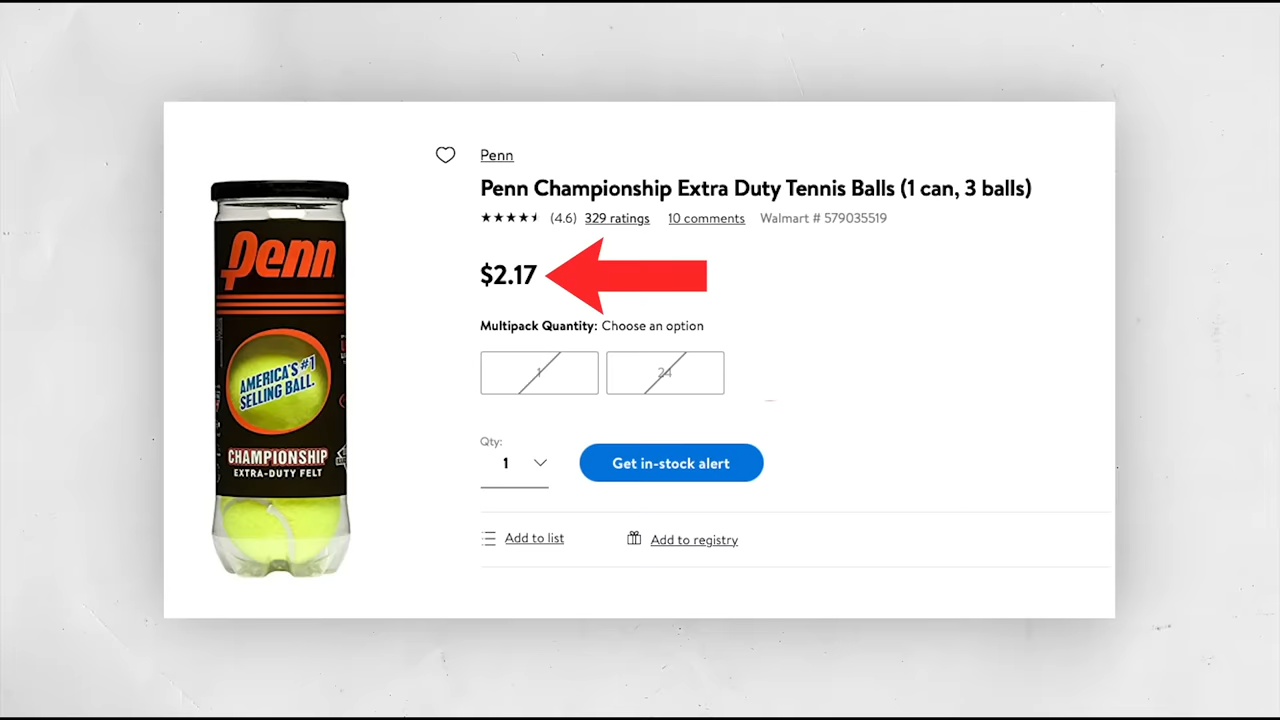 Penn
Penn Championship Extra Duty Tennis Balls (1 can, 3 balls)
(4.6) 329 ratings 10 comments Walmart # 579035519
$2.17
Multipack Quantity: Choose an option
1 24
Qty:
1 Get in-stock alert
Add to list Add to registry
Penn
AMERICA'S #1
SELLING BALL.
CHAMPIONSHIP
EXTRA-DUTY FELT